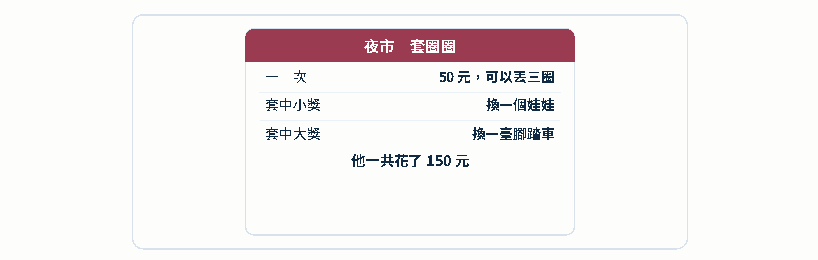 夜市　套圈圈
一　次　50 元，可以丟三圈
套中小獎　換一個娃娃
套中大獎　換一臺腳踏車
他一共花了 150 元